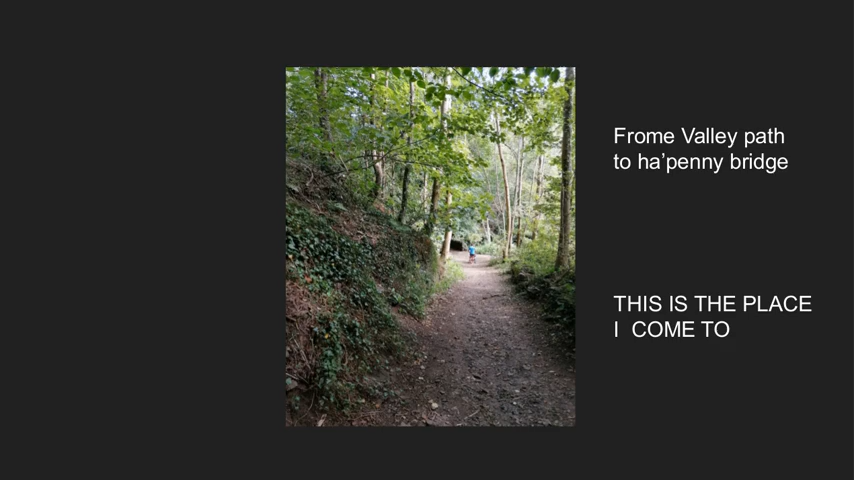 Frome Valley path
to ha’penny bridge
THIS IS THE PLACE
I  COME TO